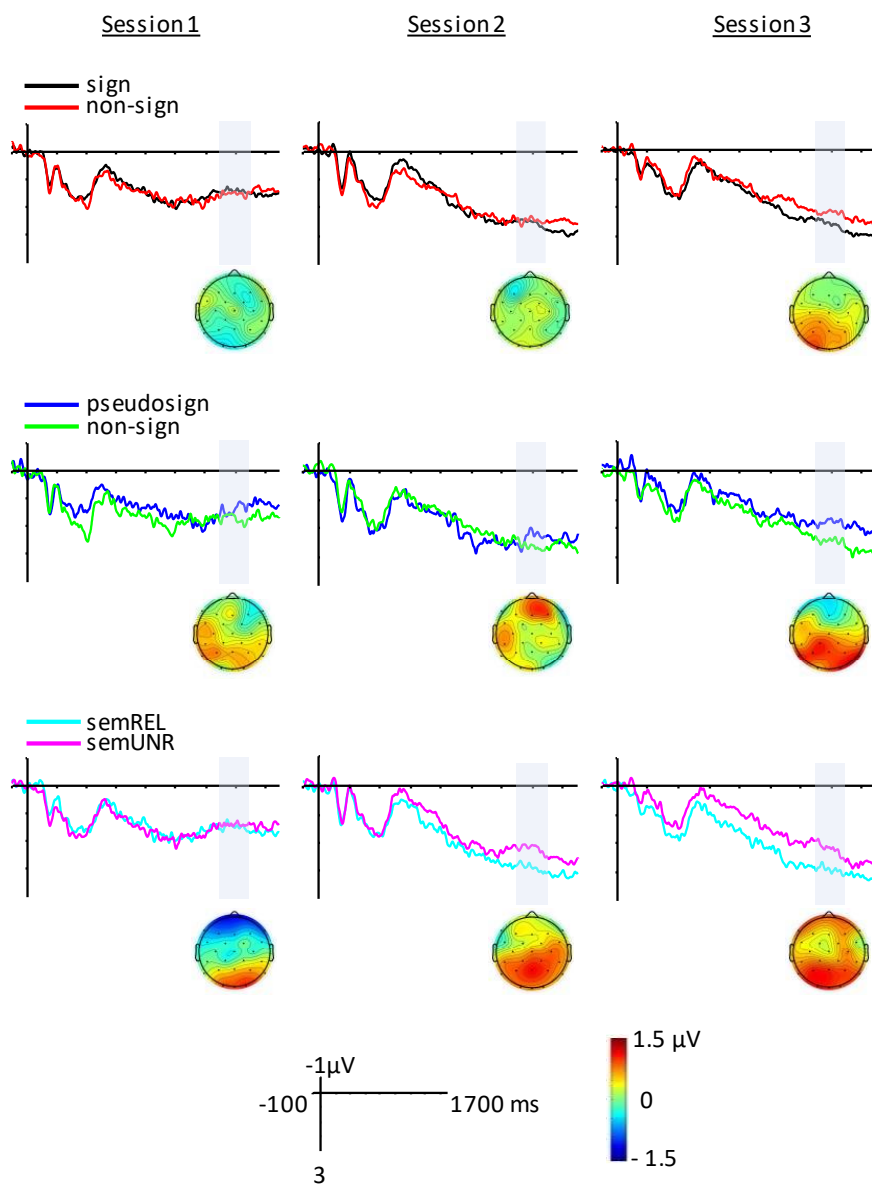 Session 1 Session 2 Session 3
sign
non-sign
pseudosign
non-sign
semREL
semUNR
-1µV
-100 1700 ms
3
1.5 µV
0
- 1.5